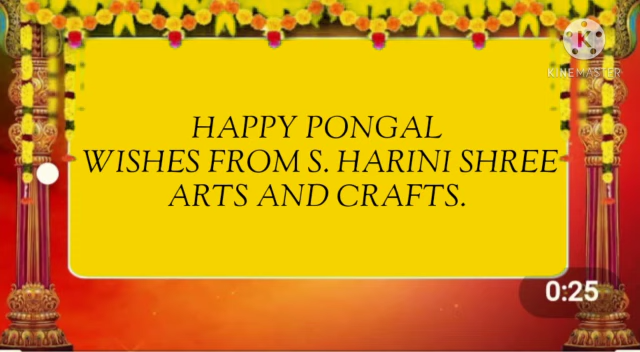 KINEMASTER
HAPPY PONGAL
WISHES FROM S. HARINI SHREE
ARTS AND CRAFTS.
0:25